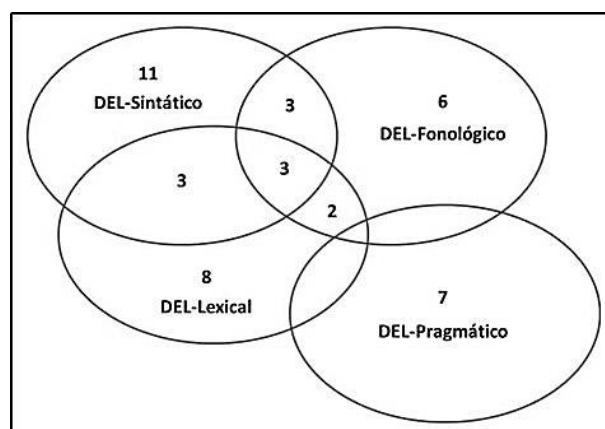 11
DEL-Sintático
3
6
DEL-Fonológico
3
3
2
8
DEL-Lexical
7
DEL-Pragmático